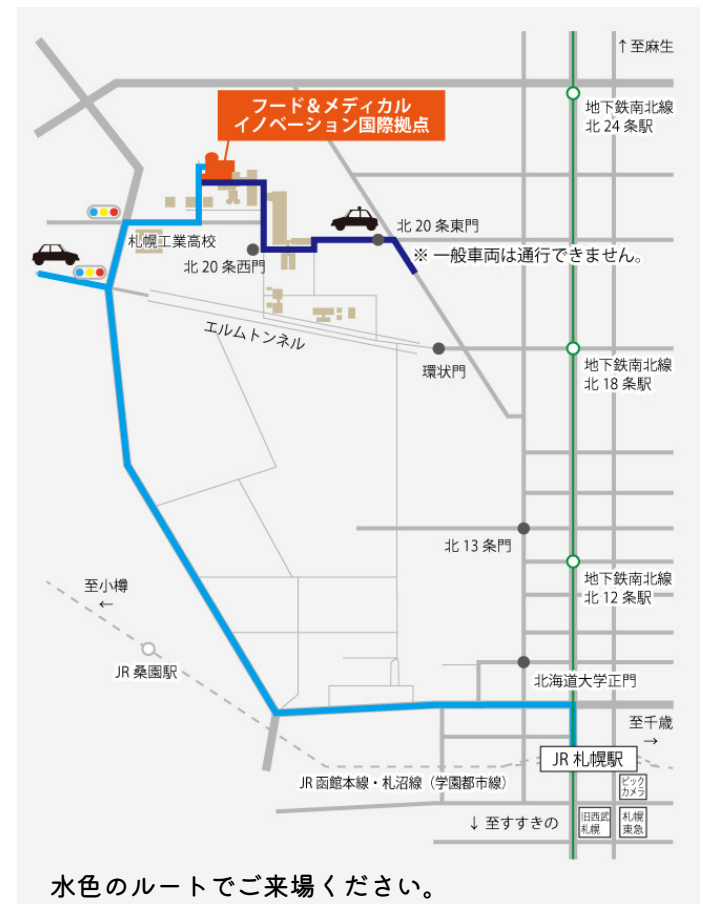 ↑至麻生
地下鉄南北線
北24条駅
フード＆メディカル
イノベーション国際拠点
札幌工業高校
北20条西門
北20条東門
※一般車両は通行できません。
エルムトンネル
環状門
地下鉄南北線
北18条駅
北13条門
地下鉄南北線
北12条駅
至小樽
←
JR桑園駅
北海道大学正門
至千歳
→
JR札幌駅
JR函館本線・札沼線（学園都市線）
ビック
カメラ
↓至すすきの
旧西武
札幌
札幌
東急
水色のルートでご来場ください。